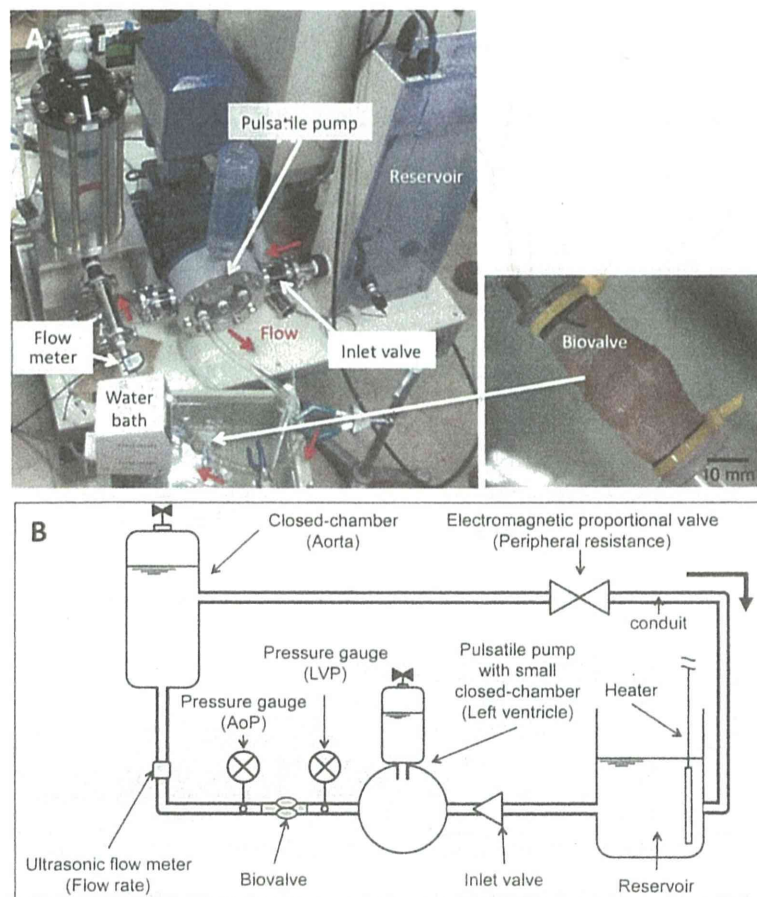 A
Pulsatile pump
Reservoir
Flow
Inlet valve
Flow
meter
Water
bath
Biovalve
10 mm
B
Closed-chamber
(Aorta)
Electromagnetic proportional valve
(Peripheral resistance)
conduit
Pressure gauge
(LVP)
Pulsatile pump
with small
closed-chamber
(Left ventricle)
Heater
Pressure gauge
(AoP)
Ultrasonic flow meter
(Flow rate)
Biovalve
Inlet valve
Reservoir